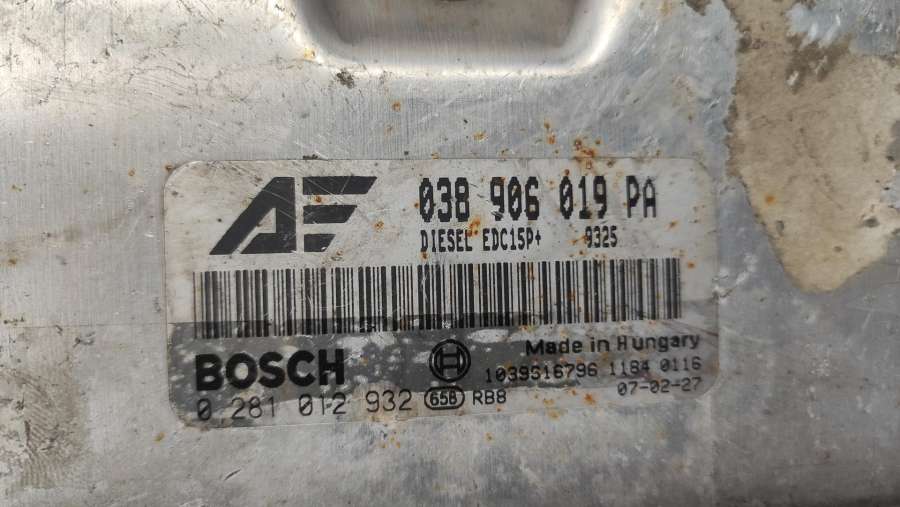 AE 038 906 019 PA
DIESEL EDC15P+ 9325
Made in Hungary
BOSCH 1039S16796 1184 0116
0 281 012 932 658 RB8 07-02-27